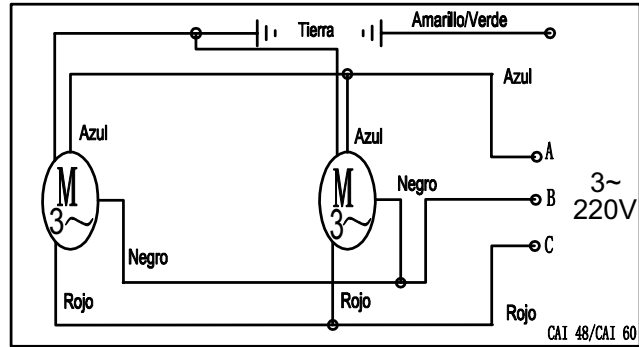 Tierra
Amarillo/Verde
Azul
Azul
Azul
A
M
3~
M
3~
Negro
B
3~
220V
Negro
C
Rojo
Rojo
Rojo
CAI 48/CAI 60